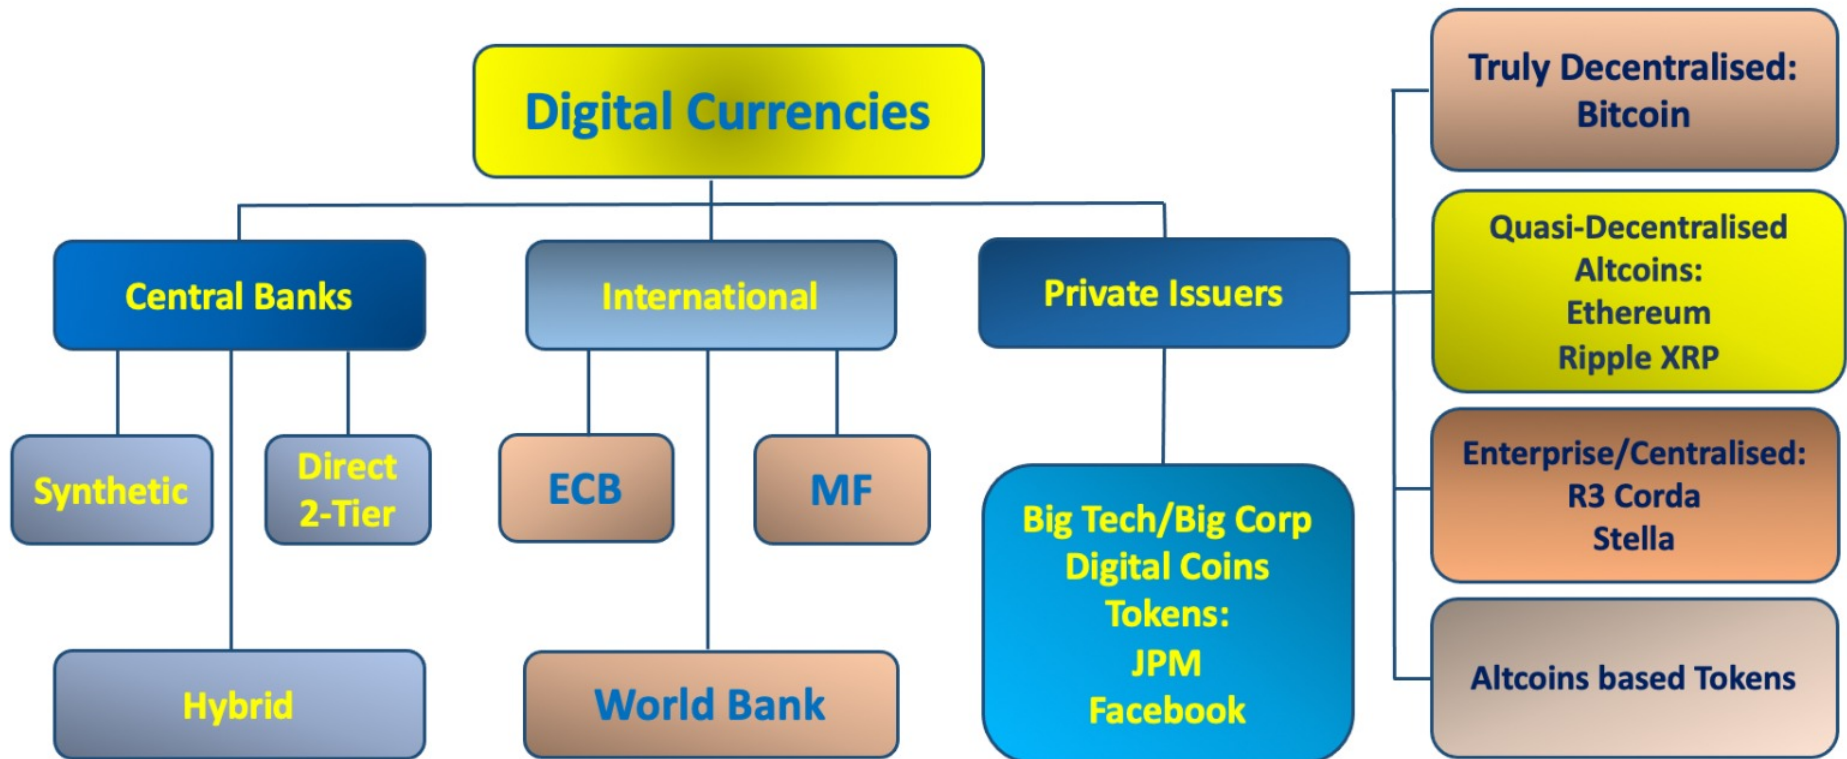 Digital Currencies
Central Banks
International
Private Issuers
Synthetic
Direct
2-Tier
Hybrid
ECB
MF
World Bank
Big Tech/Big Corp
Digital Coins
Tokens:
JPM
Facebook
Truly Decentralised:
Bitcoin
Quasi-Decentralised
Altcoins:
Ethereum
Ripple XRP
Enterprise/Centralised:
R3 Corda
Stella
Altcoins based Tokens